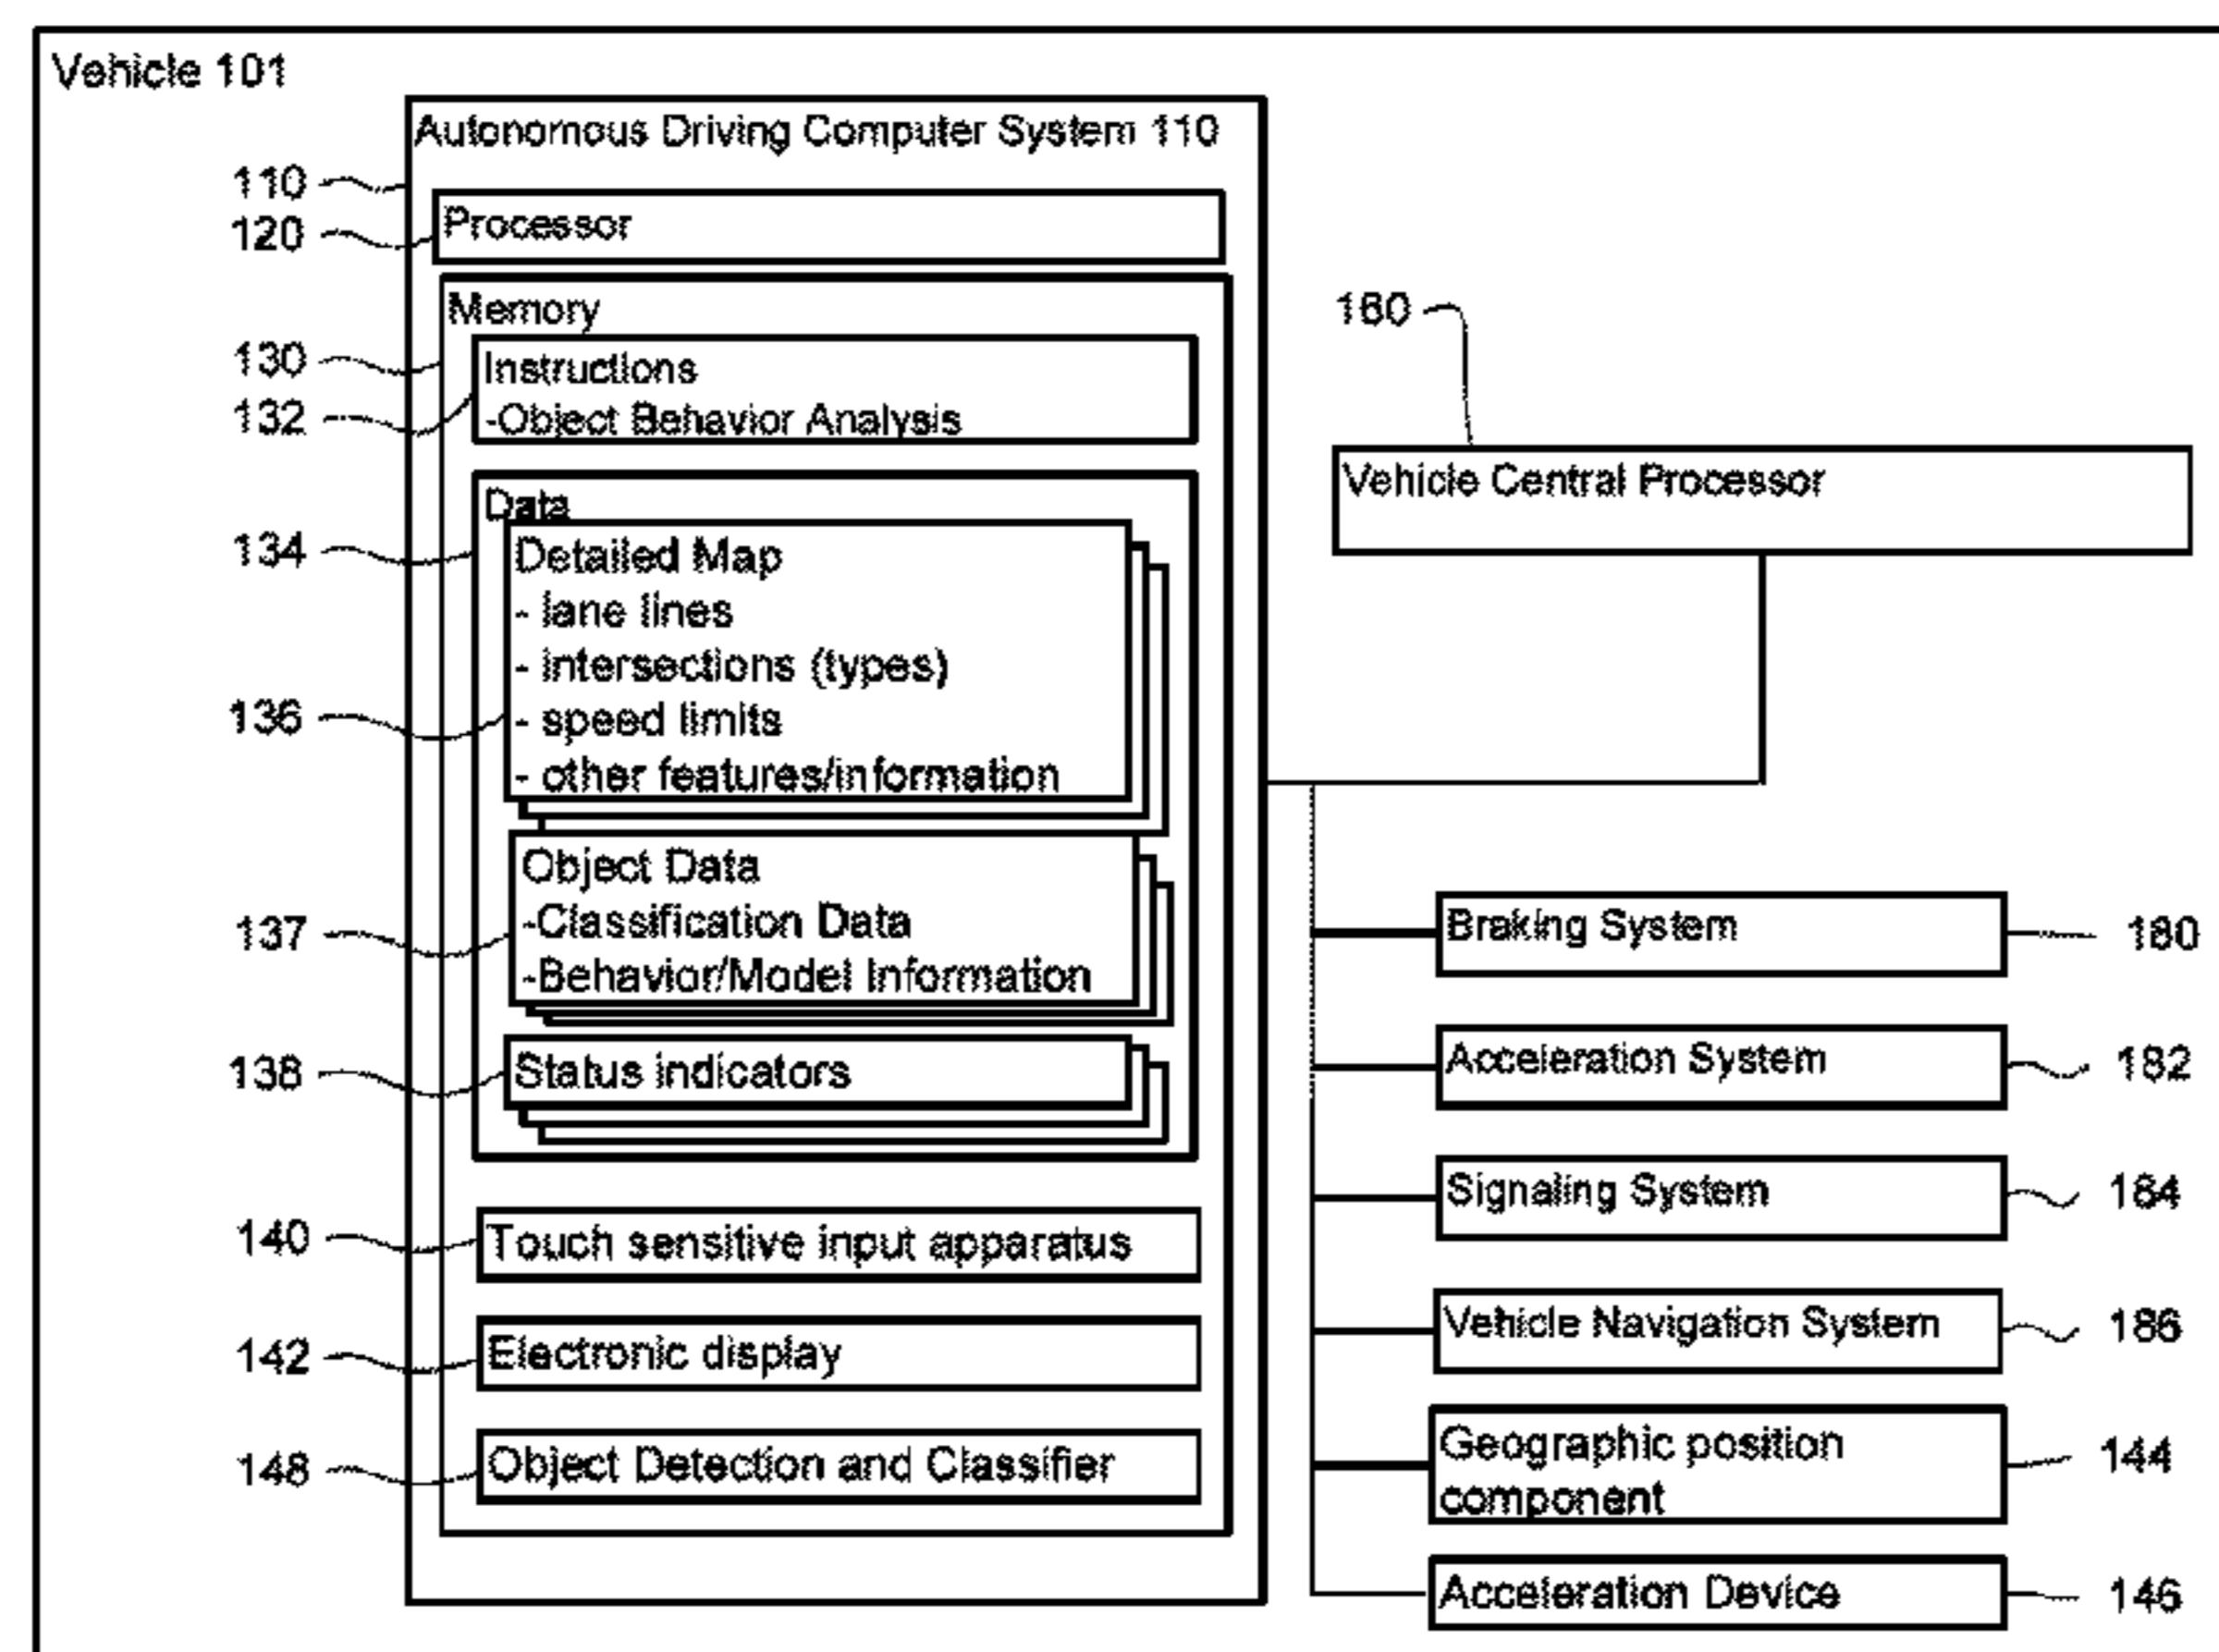 Vehicle 101
Autonomous Driving Computer System 110
110
Processor
120
Memory
130
Instructions
-Object Behavior Analysis
132
Data
134
Detailed Map
- lane lines
- intersections (types)
- speed limits
- other features/information
136
Object Data
-Classification Data
-Behavior/Model Information
137
Status indicators
138
Touch sensitive input apparatus
140
Electronic display
142
Object Detection and Classifier
148
160
Vehicle Central Processor
Braking System
180
Acceleration System
182
Signaling System
184
Vehicle Navigation System
186
Geographic position
component
144
Acceleration Device
146